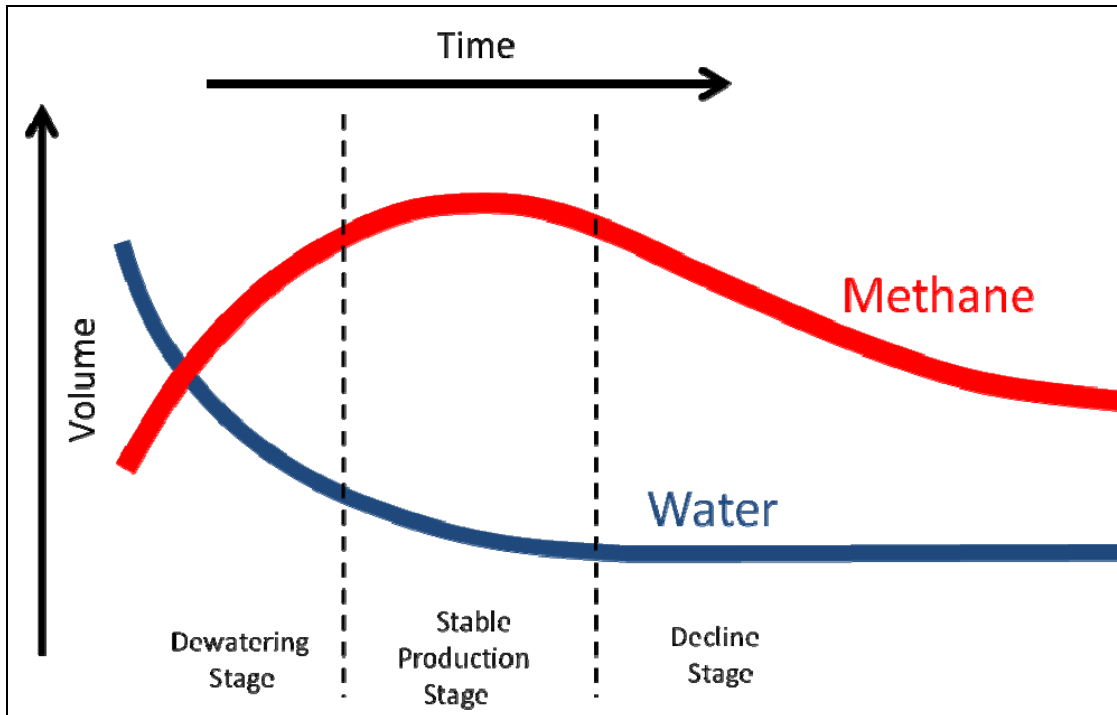 Time
Volume
Methane
Water
Dewatering
Stage
Stable
Production
Stage
Decline
Stage